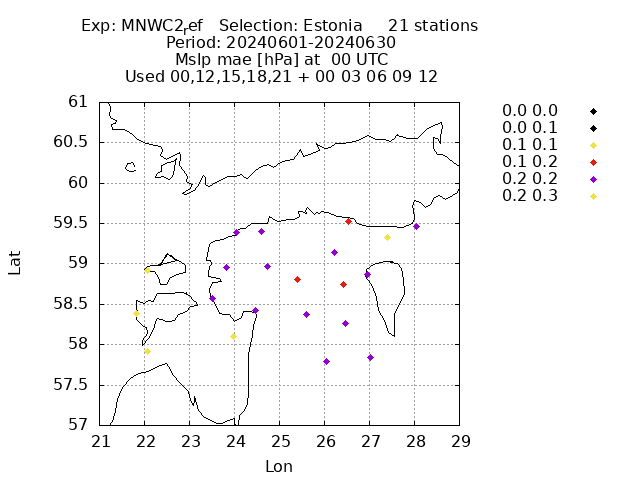 Exp: MNWC2ref   Selection: Estonia     21 stations
Period: 20240601-20240630
Mslp mae [hPa] at  00 UTC
Used 00,12,15,18,21 + 00 03 06 09 12
61
60.5
60
59.5
59
58.5
58
57.5
57
Lat
21 22 23 24 25 26 27 28 29
Lon
0.0 0.0
0.0 0.1
0.1 0.1
0.1 0.2
0.2 0.2
0.2 0.3